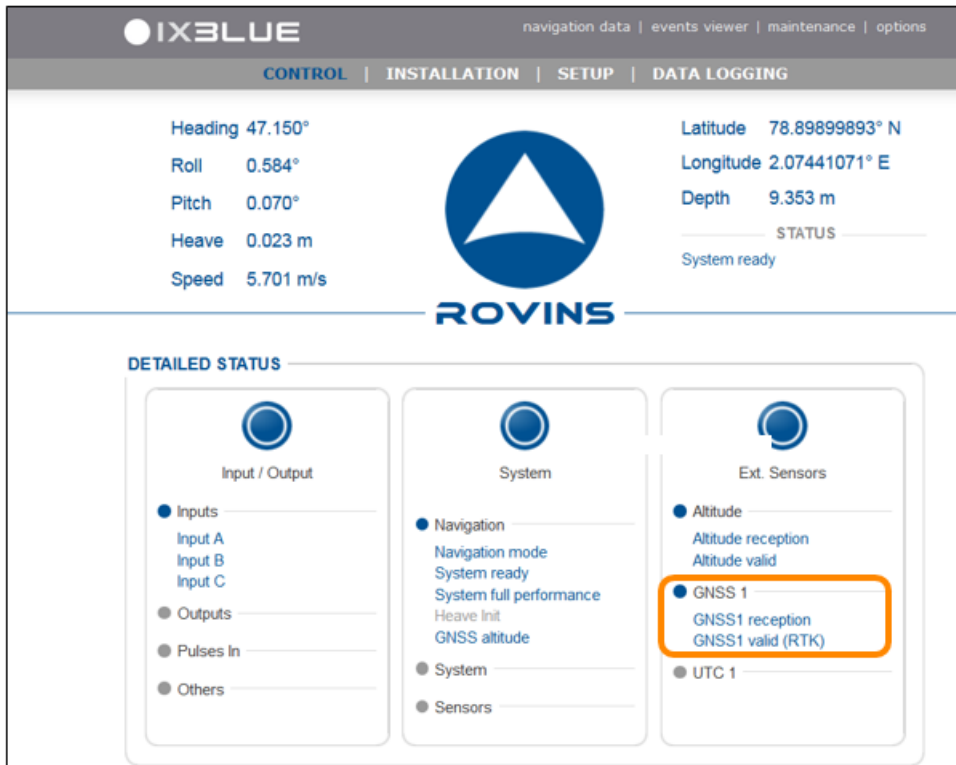 IXBLUE
navigation data | events viewer | maintenance | options
CONTROL | INSTALLATION | SETUP | DATA LOGGING
Heading 47.150°
Roll 0.584°
Pitch 0.070°
Heave 0.023 m
Speed 5.701 m/s
ROVINS
Latitude 78.89899893° N
Longitude 2.07441071° E
Depth 9.353 m
STATUS
System ready
DETAILED STATUS
Input / Output
Inputs
Input A
Input B
Input C
Outputs
Pulses In
Others
System
Navigation
Navigation mode
System ready
System full performance
Heave Init
GNSS altitude
System
Sensors
Ext. Sensors
Altitude
Altitude reception
Altitude valid
GNSS 1
GNSS1 reception
GNSS1 valid (RTK)
UTC 1